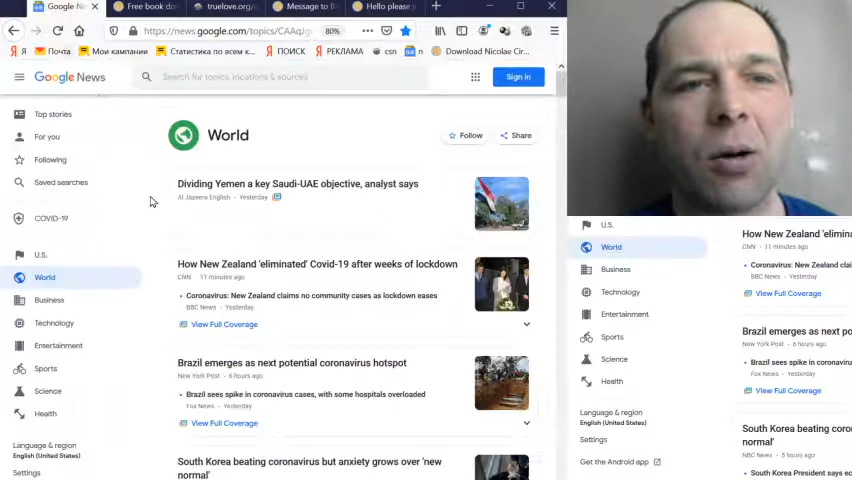 Google Ne
Free book do
truelove.org/
Message to B
Hello please j
https://news.google.com/topics/CAAqJg
80%
Почта
Мои кампании
Статистика по всем к...
ПОИСК
РЕКЛАМА
csn
n
Download Nicolae Cir...
Google News
Search for topics, locations & sources
Sign in
Top stories
For you
Following
Saved searches
COVID-19
U.S.
World
Business
Technology
Entertainment
Sports
Science
Health
Language & region
English (United States)
Settings
World
Follow
Share
Dividing Yemen a key Saudi-UAE objective, analyst says
Al Jazeera English · Yesterday
How New Zealand 'eliminated' Covid-19 after weeks of lockdown
CNN · 11 minutes ago
• Coronavirus: New Zealand claims no community cases as lockdown eases
BBC News · Yesterday
View Full Coverage
Brazil emerges as next potential coronavirus hotspot
New York Post · 6 hours ago
• Brazil sees spike in coronavirus cases, with some hospitals overloaded
Fox News · Yesterday
View Full Coverage
South Korea beating coronavirus but anxiety grows over 'new
normal'
U.S.
World
Business
Technology
Entertainment
Sports
Science
Health
Language & region
English (United States)
Settings
Get the Android app
How New Zealand 'elimina
CNN · 11 minutes ago
• Coronavirus: New Zealand clai
BBC News · Yesterday
View Full Coverage
Brazil emerges as next po
New York Post · 6 hours ago
• Brazil sees spike in coronaviru
Fox News · Yesterday
View Full Coverage
South Korea beating coro
normal'
NBC News · 5 hours ago
• South Korea President says ec